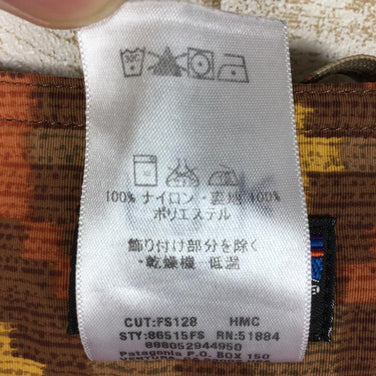 30C
100% ナイロン・裏地 100%
ポリエステル
飾り付け部分を除く
・乾燥機・低温
CUT:FS128 HMC
STY:86515FS RN:51884
888052944950
Patagonia P.O. BOX 150